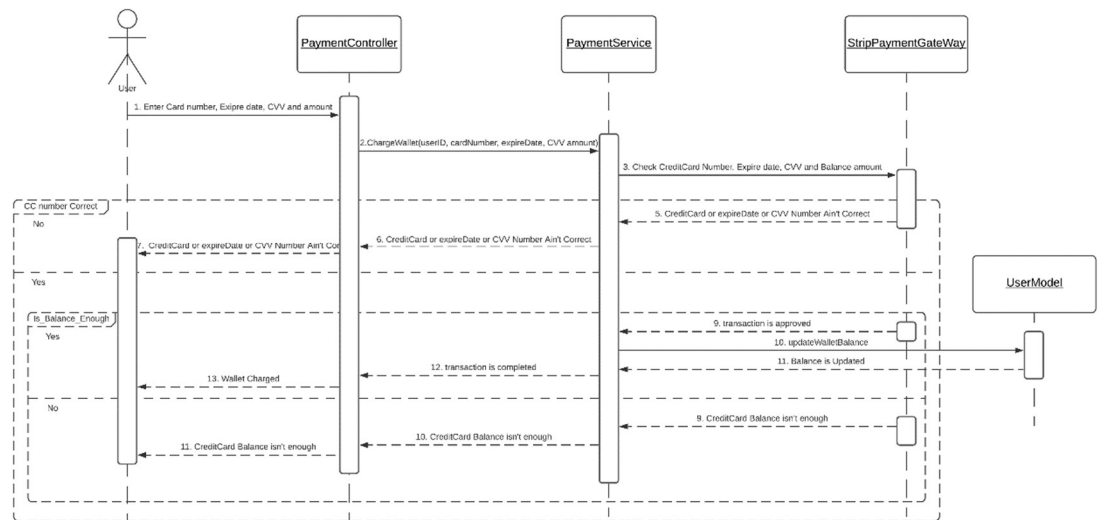 PaymentController
PaymentService
StripPaymentGateWay
User
1. Enter Card number, Exipre date, CVV and amount
2.ChargeWallet(userID, cardNumber, expireDate, CVV amount)
3. Check CreditCard Number. Expire date, CVV and Balance amount
CC number Correct
No
5. CreditCard or expireDate or CVV Number Ain't Correct
6. CreditCard or expireDate or CVV Number Ain't Correct
7. CreditCard or expireDate or CVV Number Ain't Cor
Yes
UserModel
Is_Balance_Enough
Yes
9. transaction is approved
10. updateWalletBalance
11. Balance is Updated
12. transaction is completed
13. Wallet Charged
No
9. CreditCard Balance isn't enough
10. CreditCard Balance isn't enough
11. CreditCard Balance isn't enough